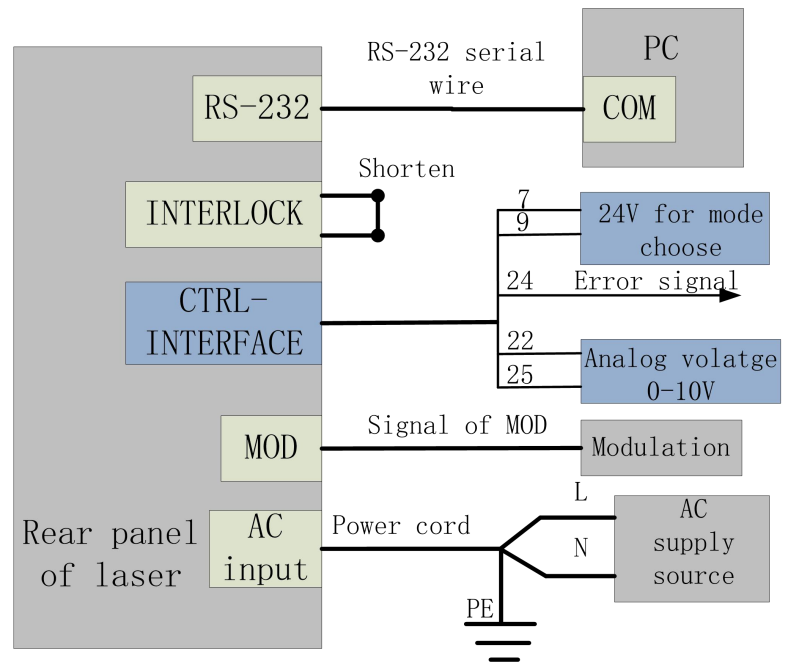 RS-232 serial
wire
PC
RS-232
COM
Shorten
INTERLOCK
7
9
24V for mode
choose
CTRL-
INTERFACE
24
Error signal
22
25
Analog volatge
0-10V
MOD
Signal of MOD
Modulation
Rear panel
of laser
AC
input
Power cord
L
N
PE
AC
supply
source